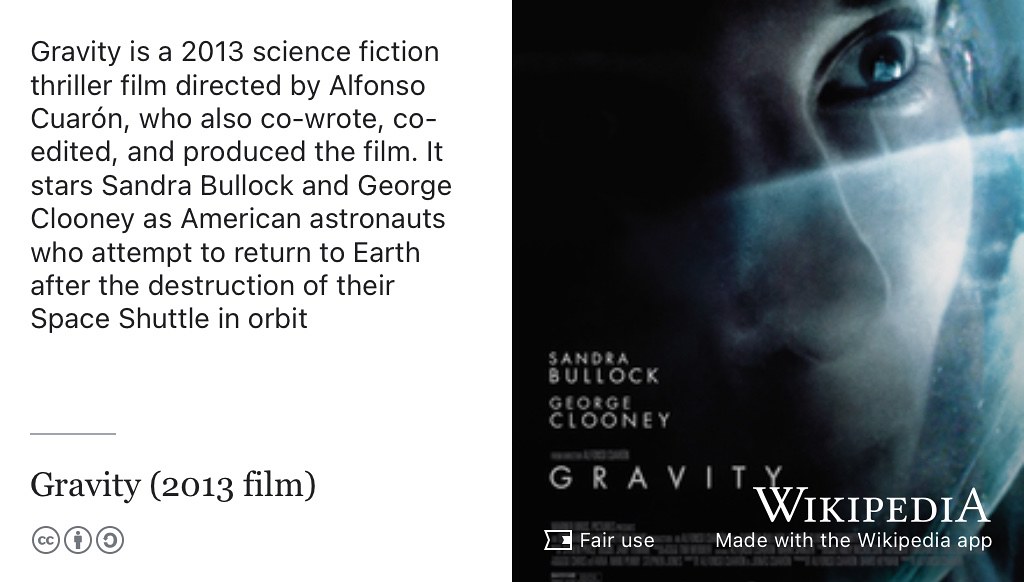 Gravity is a 2013 science fiction
thriller film directed by Alfonso
Cuarón, who also co-wrote, co-
edited, and produced the film. It
stars Sandra Bullock and George
Clooney as American astronauts
who attempt to return to Earth
after the destruction of their
Space Shuttle in orbit
Gravity (2013 film)
cc
SANDRA
BULLOCK
GEORGE
CLOONEY
GRAVITY
WIKIPEDIA
Fair use
Made with the Wikipedia app